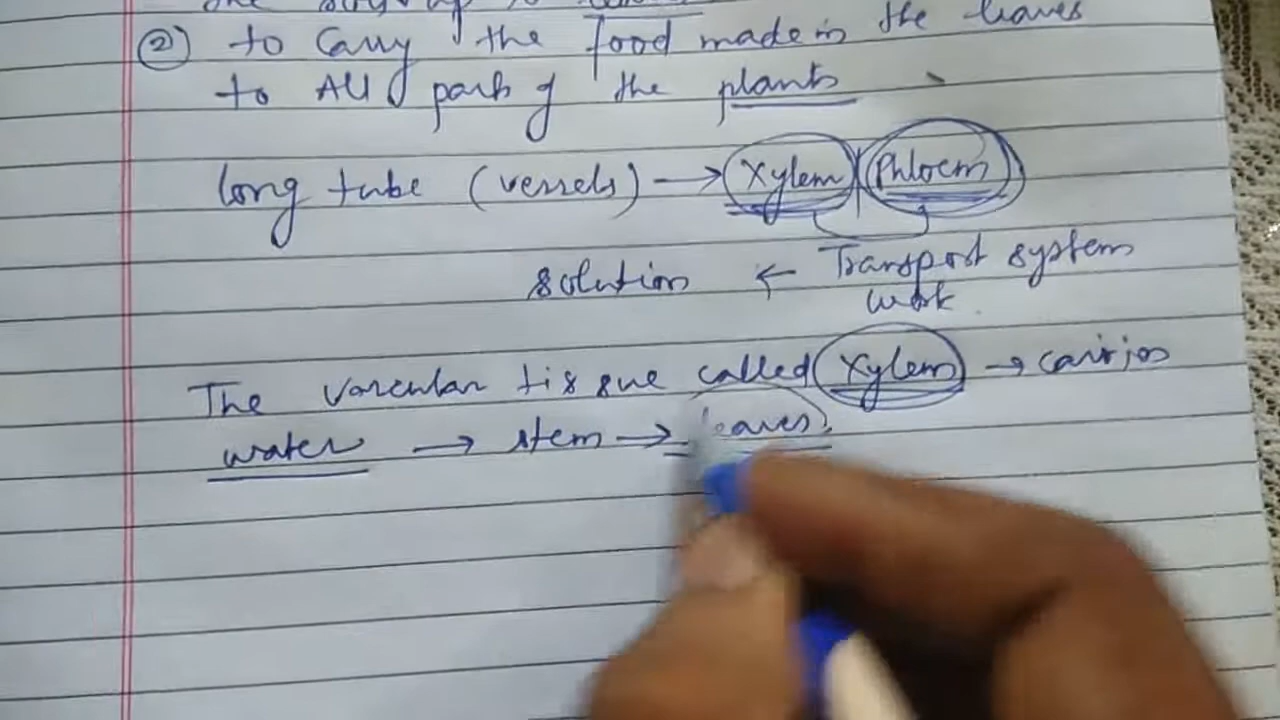 ② to carry the food made in the leaves
to All part of the plants
long tube (vessels) → Xylem Phloem
solution ← Transport system
work
The vascular tissue called Xylem → carries
water → stem → leaves.